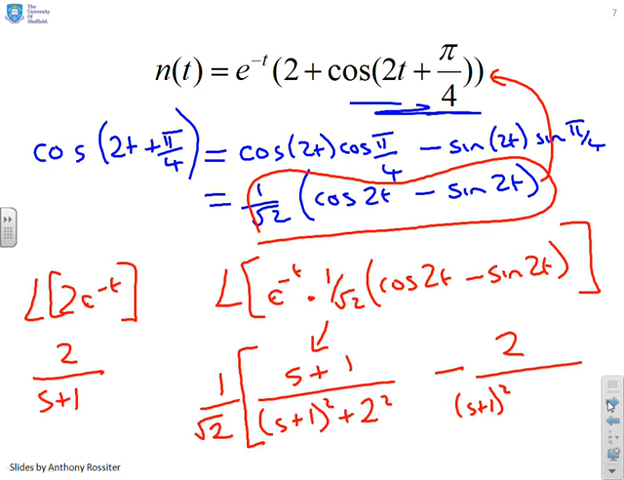 The University Of Sheffield.
7
n(t) = e^{-t}(2 + cos(2t + π/4))
cos(2t + π/4) = cos(2t) cos π/4 − sin(2t) sin π/4
= 1/√2 (cos 2t − sin 2t)
L[2e^{-t}]
L[e^{-t} · 1/√2 (cos 2t − sin 2t)]
2/(s+1)
1/√2 [ (s+1)/((s+1)² + 2²) − 2/(s+1)²
Slides by Anthony Rossiter